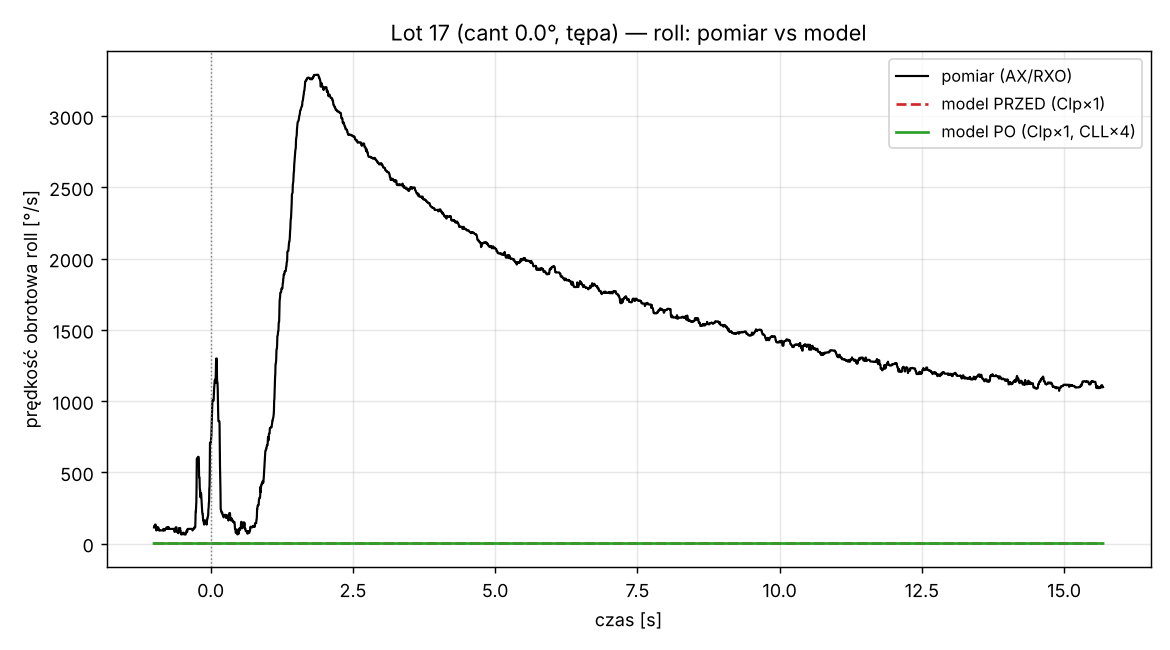 Lot 17 (cant 0.0°, tępa) — roll: pomiar vs model
pomiar (AX/RXO)
model PRZED (Clp×1)
model PO (Clp×1, CLL×4)
prędkość obrotowa roll [°/s]
3000
2500
2000
1500
1000
500
0
0.0 2.5 5.0 7.5 10.0 12.5 15.0
czas [s]